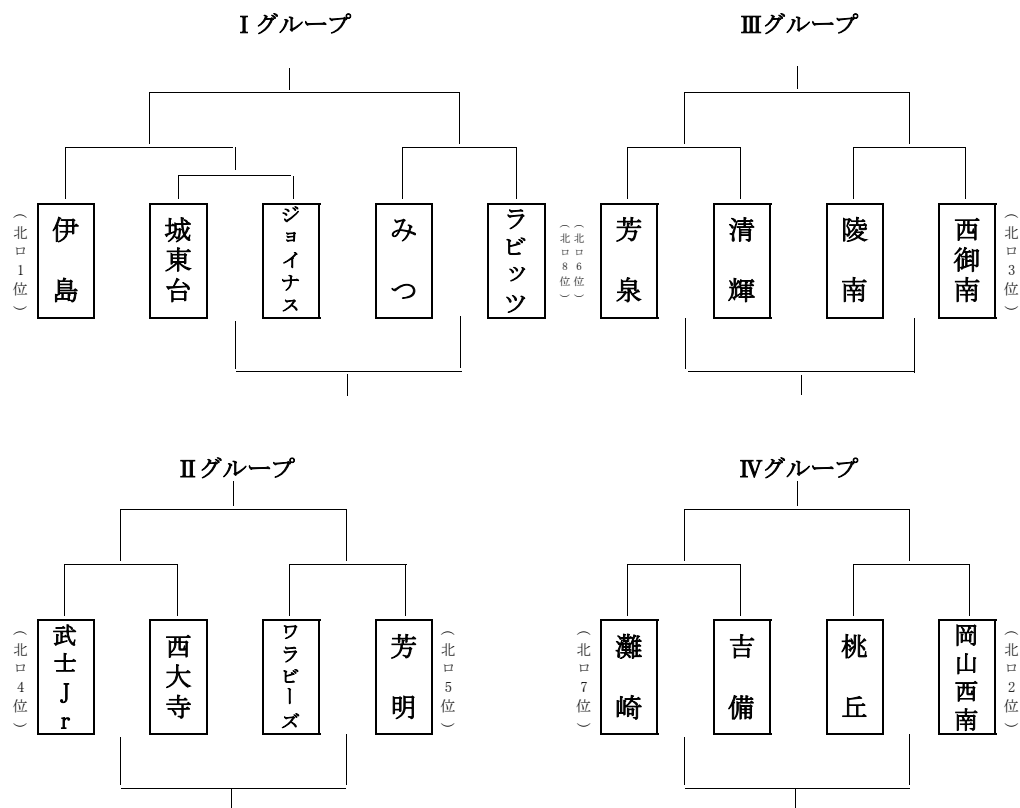 Ⅰグループ
（北ロ1位）
伊島
城東台
ジョイナス
みつ
ラビッツ
（北ロ8位）
Ⅲグループ
（北ロ6位）
芳泉
清輝
陵南
西御南
（北ロ3位）
Ⅱグループ
（北ロ4位）
武士Jr
西大寺
ワラビーズ
芳明
（北ロ5位）
Ⅳグループ
（北ロ7位）
灘崎
吉備
桃丘
岡山西南
（北ロ2位）